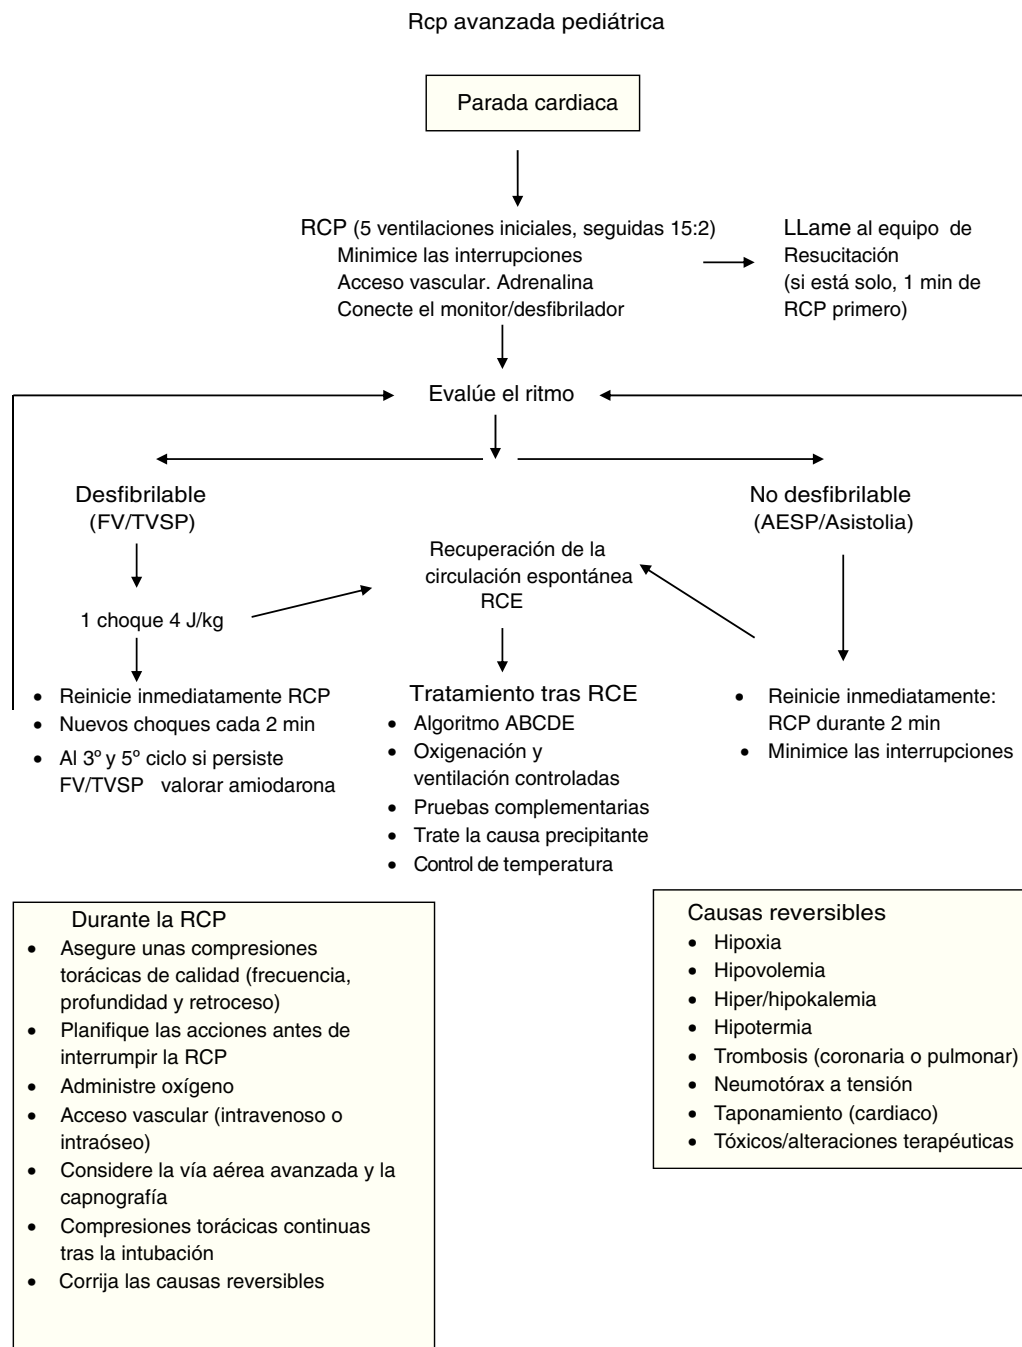 Rcp avanzada pediátrica
Parada cardiaca
RCP (5 ventilaciones iniciales, seguidas 15:2)
Minimice las interrupciones
Acceso vascular. Adrenalina
Conecte el monitor/desfibrilador
LLame al equipo de
Resucitación
(si está solo, 1 min de
RCP primero)
Evalúe el ritmo
Desfibrilable
(FV/TVSP)
1 choque 4 J/kg
• Reinicie inmediatamente RCP
• Nuevos choques cada 2 min
• Al 3º y 5º ciclo si persiste
FV/TVSP valorar amiodarona
Recuperación de la
circulación espontánea
RCE
Tratamiento tras RCE
• Algoritmo ABCDE
• Oxigenación y
ventilación controladas
• Pruebas complementarias
• Trate la causa precipitante
• Control de temperatura
No desfibrilable
(AESP/Asistolia)
• Reinicie inmediatamente:
RCP durante 2 min
• Minimice las interrupciones
Durante la RCP
• Asegure unas compresiones
torácicas de calidad (frecuencia,
profundidad y retroceso)
• Planifique las acciones antes de
interrumpir la RCP
• Administre oxígeno
• Acceso vascular (intravenoso o
intraóseo)
• Considere la vía aérea avanzada y la
capnografía
• Compresiones torácicas continuas
tras la intubación
• Corrija las causas reversibles
Causas reversibles
• Hipoxia
• Hipovolemia
• Hiper/hipokalemia
• Hipotermia
• Trombosis (coronaria o pulmonar)
• Neumotórax a tensión
• Taponamiento (cardiaco)
• Tóxicos/alteraciones terapéuticas